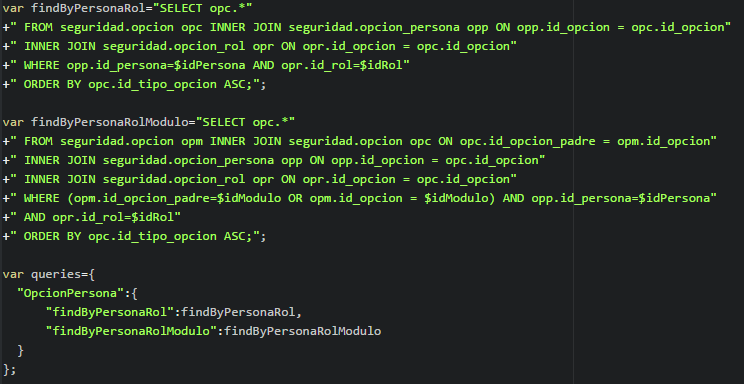 var findByPersonaRol="SELECT opc.*"
+" FROM seguridad.opcion opc INNER JOIN seguridad.opcion_persona opp ON opp.id_opcion = opc.id_opcion"
+" INNER JOIN seguridad.opcion_rol opr ON opr.id_opcion = opc.id_opcion"
+" WHERE opp.id_persona=$idPersona AND opr.id_rol=$idRol"
+" ORDER BY opc.id_tipo_opcion ASC;";

var findByPersonaRolModulo="SELECT opc.*"
+" FROM seguridad.opcion opm INNER JOIN seguridad.opcion opc ON opc.id_opcion_padre = opm.id_opcion"
+" INNER JOIN seguridad.opcion_persona opp ON opp.id_opcion = opc.id_opcion"
+" INNER JOIN seguridad.opcion_rol opr ON opr.id_opcion = opc.id_opcion"
+" WHERE (opm.id_opcion_padre=$idModulo OR opm.id_opcion = $idModulo) AND opp.id_persona=$idPersona"
+" AND opr.id_rol=$idRol"
+" ORDER BY opc.id_tipo_opcion ASC;";

var queries={
  "OpcionPersona":{
      "findByPersonaRol":findByPersonaRol,
      "findByPersonaRolModulo":findByPersonaRolModulo
  }
};